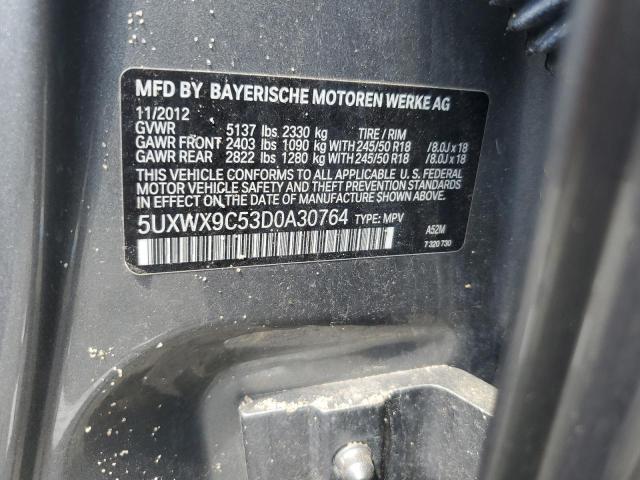 MFD BY BAYERISCHE MOTOREN WERKE AG
11/2012
GVWR 5137 lbs. 2330 kg TIRE / RIM
GAWR FRONT 2403 lbs 1090 kg WITH 245/50 R18 /8.0J x 18
GAWR REAR 2822 lbs 1280 kg WITH 245/50 R18 /8.0J x 18
THIS VEHICLE CONFORMS TO ALL APPLICABLE U. S. FEDERAL
MOTOR VEHICLE SAFETY AND THEFT PREVENTION STANDARDS
IN EFFECT ON THE DATE OF MANUFACTURE SHOWN ABOVE.
5UXWX9C53D0A30764 TYPE: MPV
A52M
7 320 730